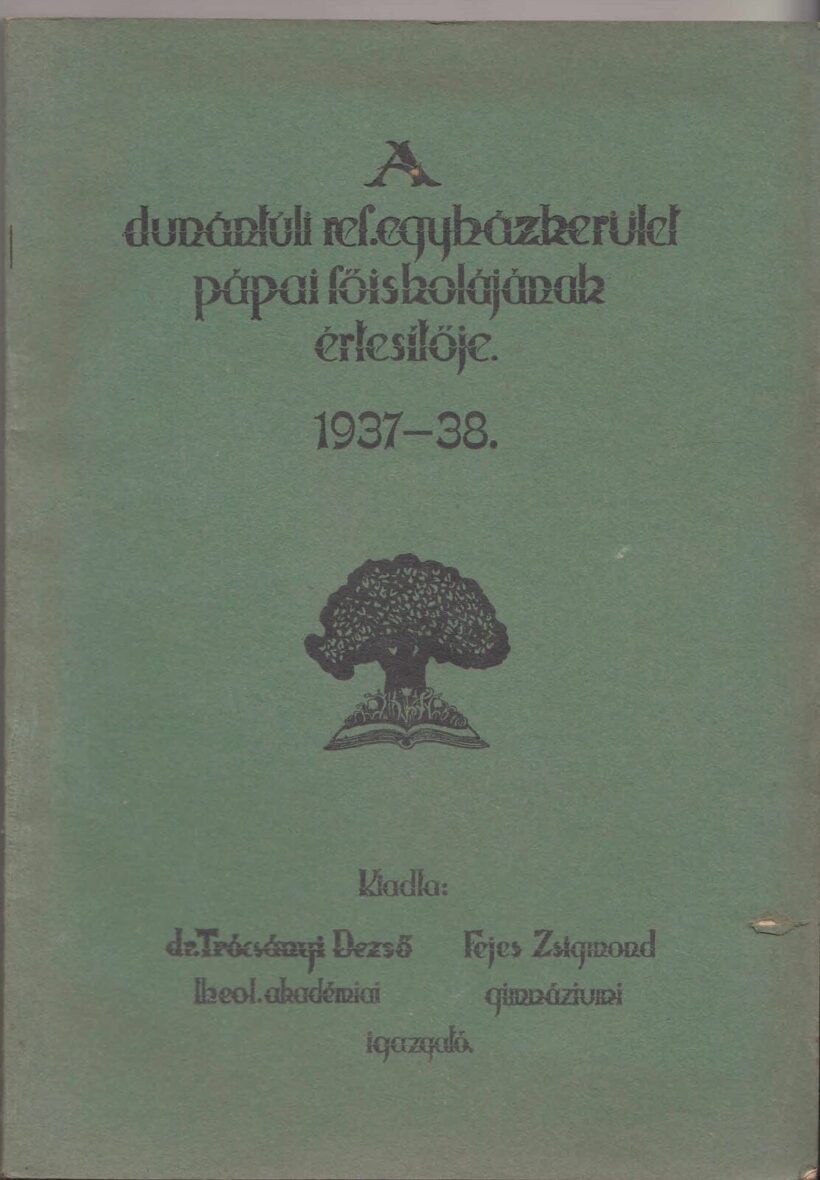 A
dunántúli ref. egyházkerület
pápai főiskolájának
értesítője.
1937–38.
Kiadta:
dr. Trócsányi Dezső Fejes Zsigmond
theol. akadémiai gimnáziumi
igazgató.